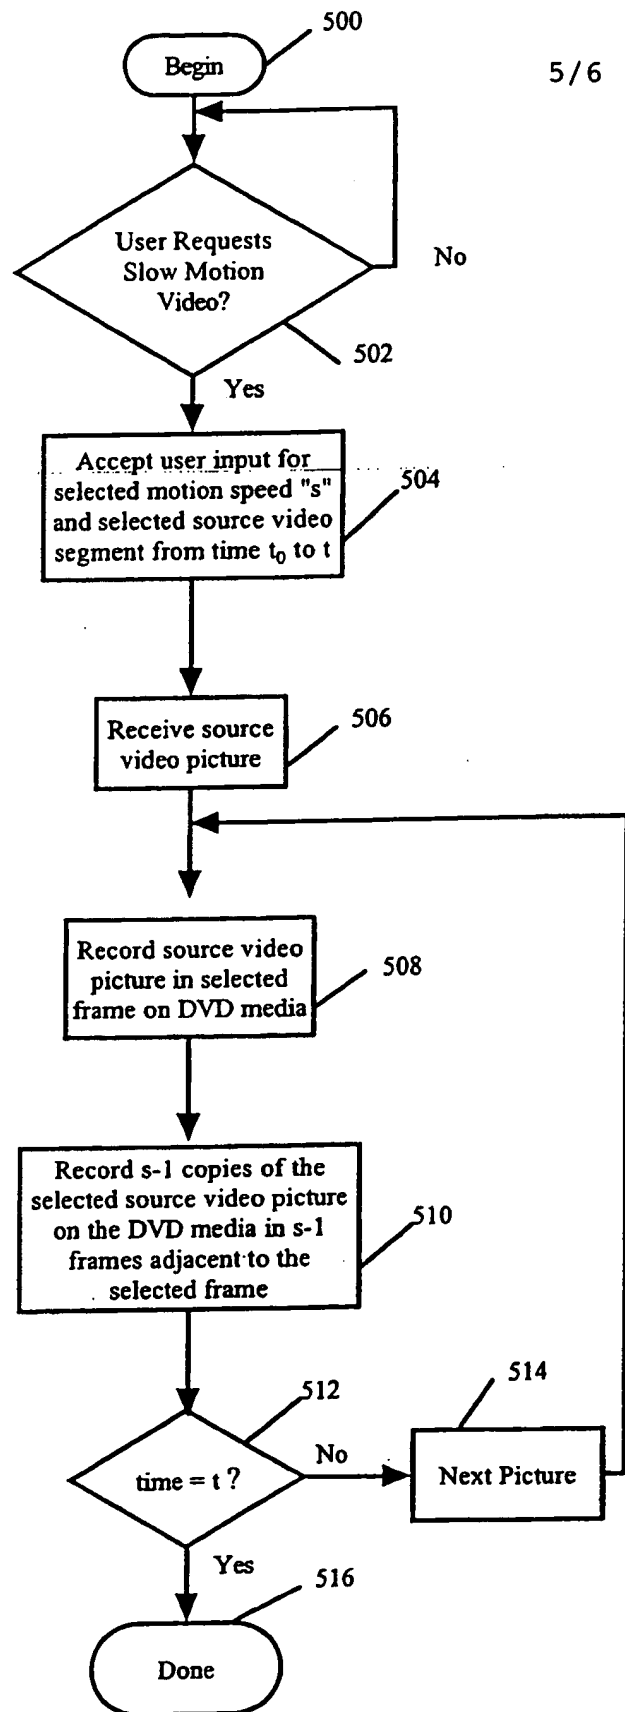 500
Begin
5/6
User Requests
Slow Motion
Video?
No
502
Yes
Accept user input for
selected motion speed "s"
and selected source video
segment from time t0 to t
504
Receive source
video picture
506
Record source video
picture in selected
frame on DVD media
508
Record s-1 copies of the
selected source video picture
on the DVD media in s-1
frames adjacent to the
selected frame
510
512
514
time = t ?
No
Next Picture
Yes
516
Done